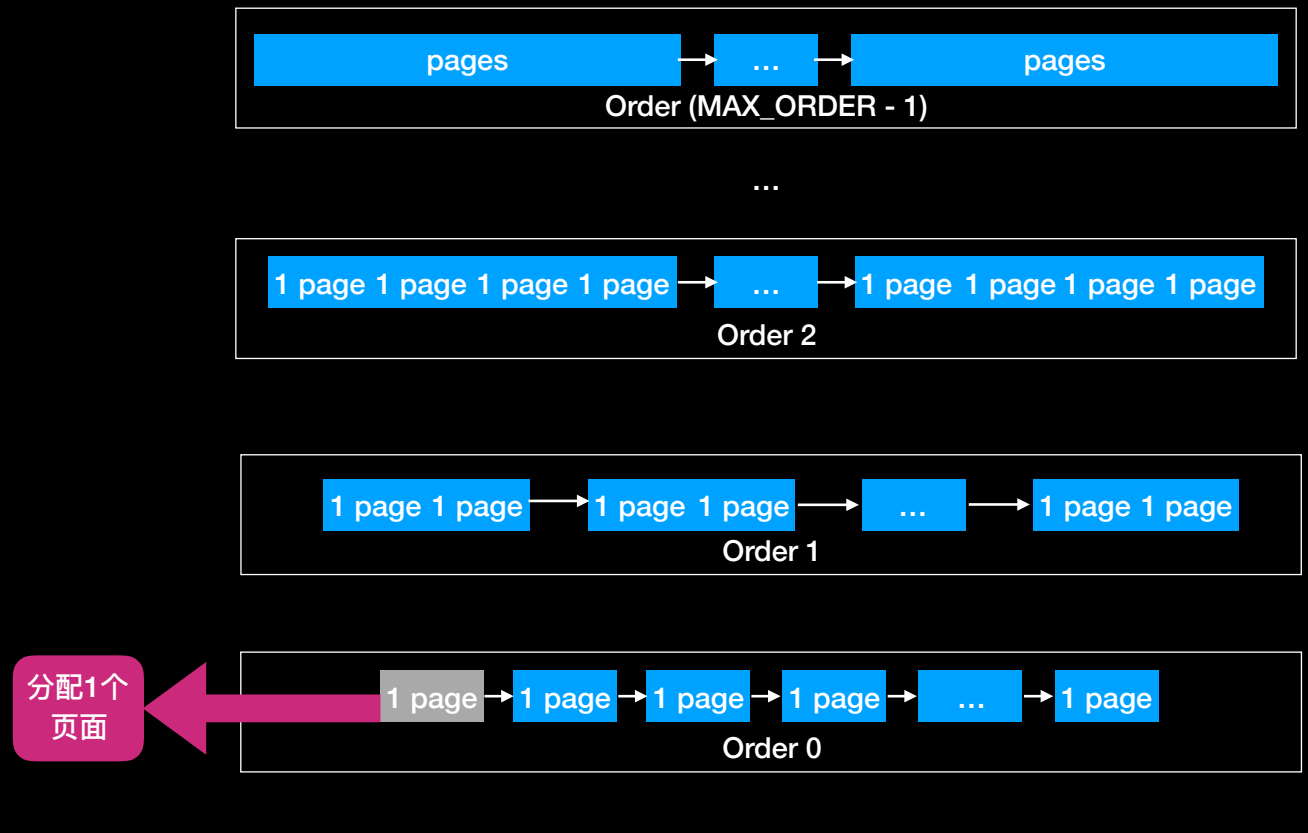 pages ... pages
Order (MAX_ORDER - 1)
...
1 page 1 page 1 page 1 page ... 1 page 1 page 1 page 1 page
Order 2
1 page 1 page 1 page 1 page ... 1 page 1 page
Order 1
分配1个
页面
1 page 1 page 1 page 1 page ... 1 page
Order 0